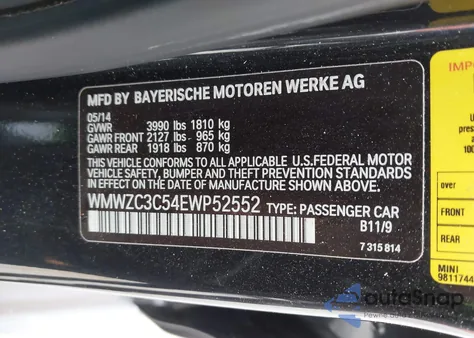 MFD BY BAYERISCHE MOTOREN WERKE AG
05/14
GVWR 3990 lbs 1810 kg
GAWR FRONT 2127 lbs 965 kg
GAWR REAR 1918 lbs 870 kg
THIS VEHICLE CONFORMS TO ALL APPLICABLE U.S.FEDERAL MOTOR
VEHICLE SAFETY, BUMPER AND THEFT PREVENTION STANDARDS
IN EFFECT ON THE DATE OF MANUFACTURE SHOWN ABOVE.
WMWZC3C54EWP52552 TYPE: PASSENGER CAR
B11/9
7 315 814
IMPO
FRONT
REAR
MINI
9811744
autoSnap